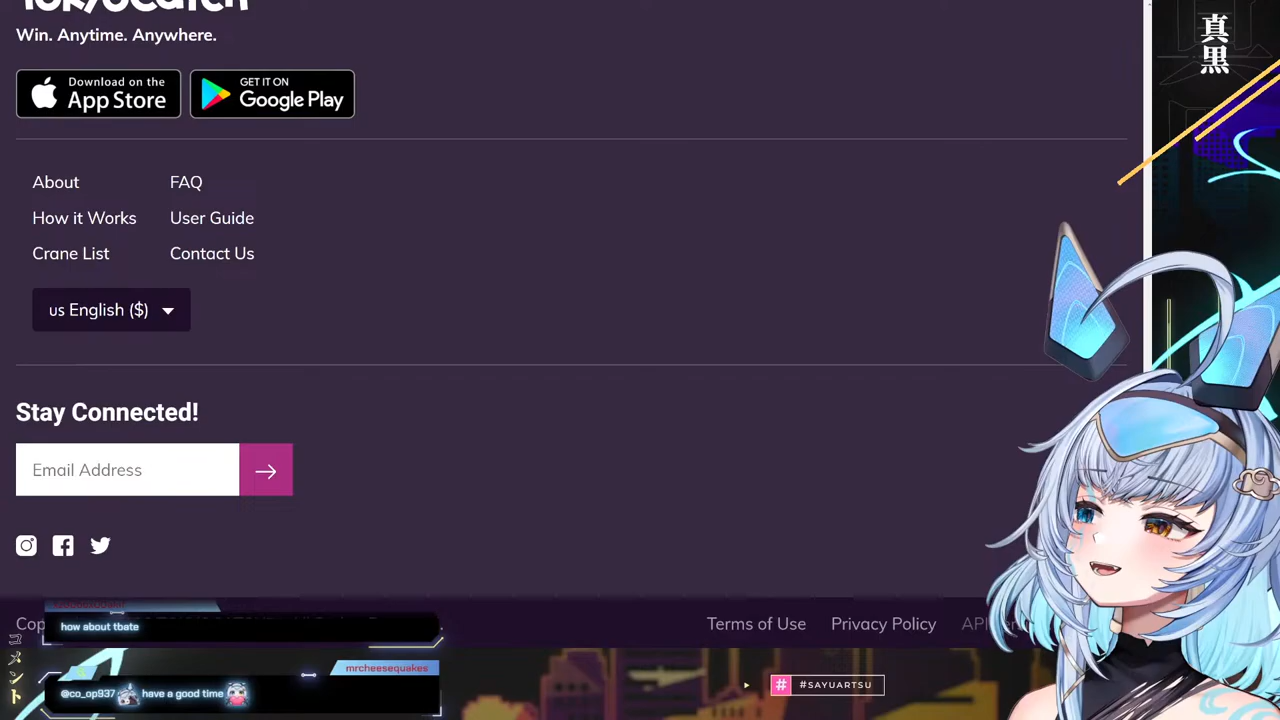 TokyoCatch
Win. Anytime. Anywhere.
Download on the
App Store
GET IT ON
Google Play
真黒
About
FAQ
How it Works
User Guide
Crane List
Contact Us
us English ($)
Stay Connected!
Email Address
how about tbate
Terms of Use
Privacy Policy
mrcheesequakes
@co_op937 have a good time
#SAYUARTSU